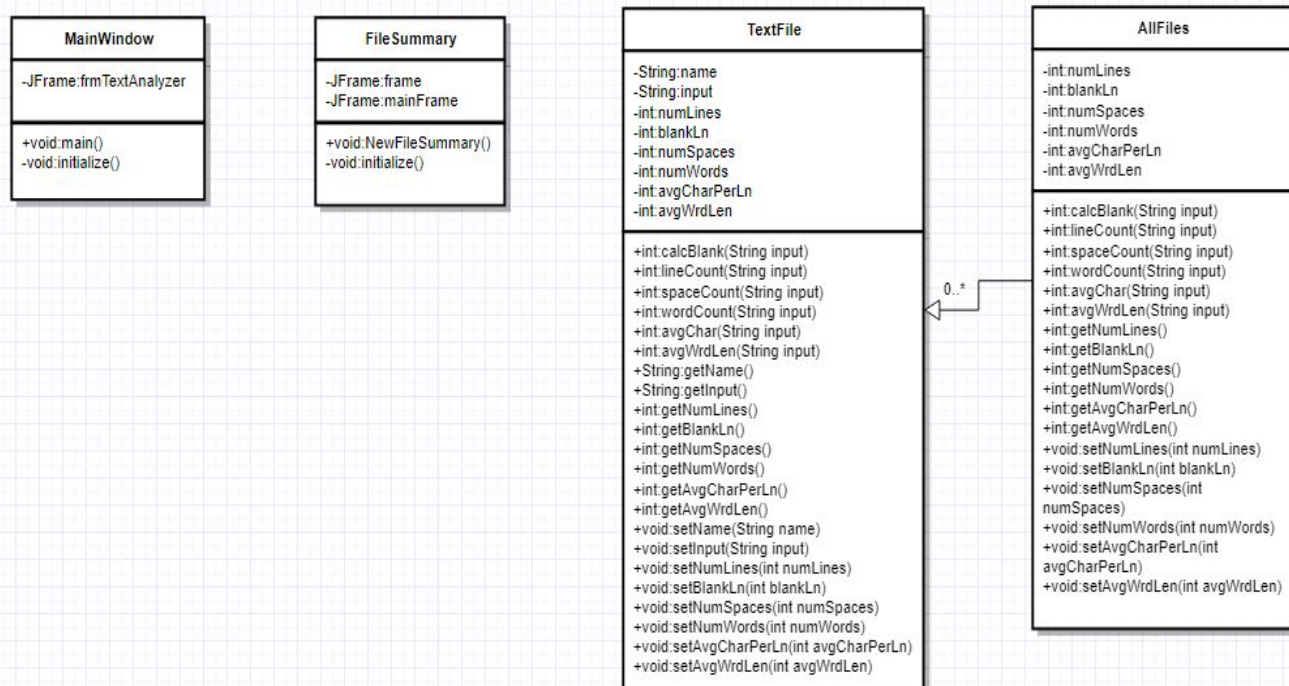 MainWindow
-JFrame:frmTextAnalyzer
+void:main()
-void:initialize()
FileSummary
-JFrame:frame
-JFrame:mainFrame
+void:NewFileSummary()
-void:initialize()
TextFile
-String:name
-String:input
-int:numLines
-int:blankLn
-int:numSpaces
-int:numWords
-int:avgCharPerLn
-int:avgWrdLen
+int:calcBlank(String input)
+int:lineCount(String input)
+int:spaceCount(String input)
+int:wordCount(String input)
+int:avgChar(String input)
+int:avgWrdLen(String input)
+String:getName()
+String:getInput()
+int:getNumLines()
+int:getBlankLn()
+int:getNumSpaces()
+int:getNumWords()
+int:getAvgCharPerLn()
+int:getAvgWrdLen()
+void:setName(String name)
+void:setInput(String input)
+void:setNumLines(int numLines)
+void:setBlankLn(int blankLn)
+void:setNumSpaces(int numSpaces)
+void:setNumWords(int numWords)
+void:setAvgCharPerLn(int avgCharPerLn)
+void:setAvgWrdLen(int avgWrdLen)
0..*
AllFiles
-int:numLines
-int:blankLn
-int:numSpaces
-int:numWords
-int:avgCharPerLn
-int:avgWrdLen
+int:calcBlank(String input)
+int:lineCount(String input)
+int:spaceCount(String input)
+int:wordCount(String input)
+int:avgChar(String input)
+int:avgWrdLen(String input)
+int:getNumLines()
+int:getBlankLn()
+int:getNumSpaces()
+int:getNumWords()
+int:getAvgCharPerLn()
+int:getAvgWrdLen()
+void:setNumLines(int numLines)
+void:setBlankLn(int blankLn)
+void:setNumSpaces(int
numSpaces)
+void:setNumWords(int numWords)
+void:setAvgCharPerLn(int
avgCharPerLn)
+void:setAvgWrdLen(int avgWrdLen)